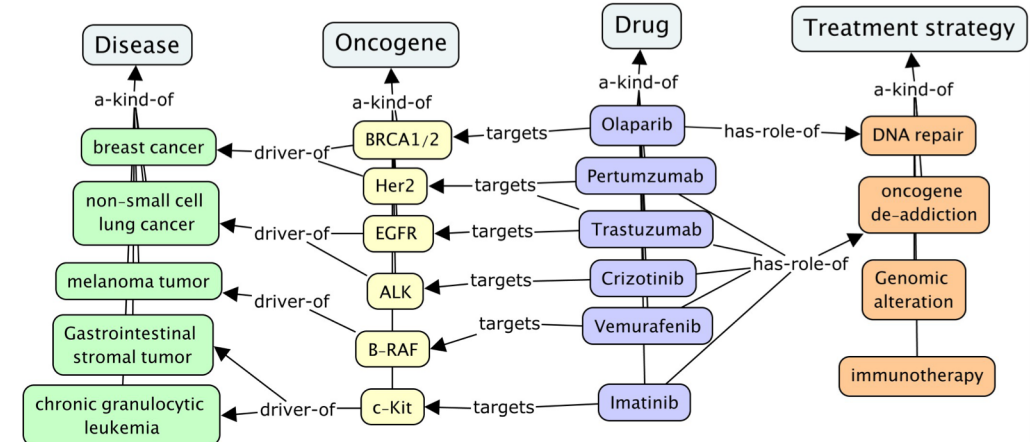 Disease
Oncogene
Drug
Treatment strategy
a-kind-of
a-kind-of
a-kind-of
a-kind-of
breast cancer
driver-of
BRCA1/2
targets
Olaparib
has-role-of
DNA repair
Her2
targets
Pertumzumab
non-small cell
lung cancer
driver-of
EGFR
targets
Trastuzumab
oncogene
de-addiction
has-role-of
melanoma tumor
driver-of
ALK
targets
Crizotinib
Genomic
alteration
Gastrointestinal
stromal tumor
B-RAF
targets
Vemurafenib
immunotherapy
chronic granulocytic
leukemia
driver-of
c-Kit
targets
Imatinib